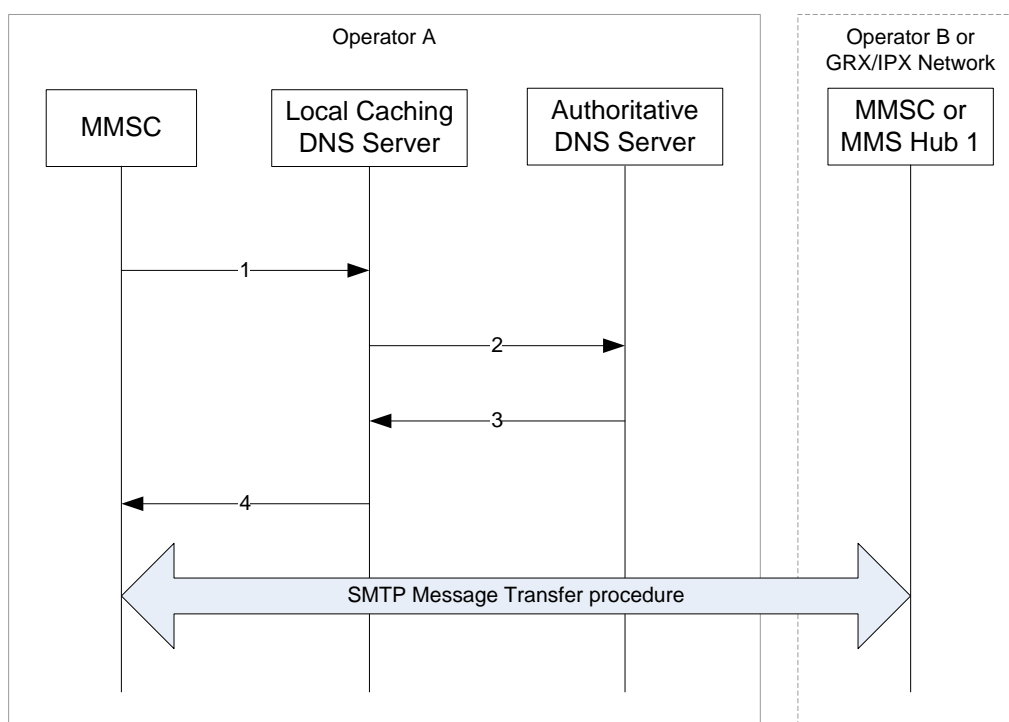 Operator A
Operator B or
GRX/IPX Network
MMSC
Local Caching
DNS Server
Authoritative
DNS Server
MMSC or
MMS Hub 1
1
2
3
4
SMTP Message Transfer procedure